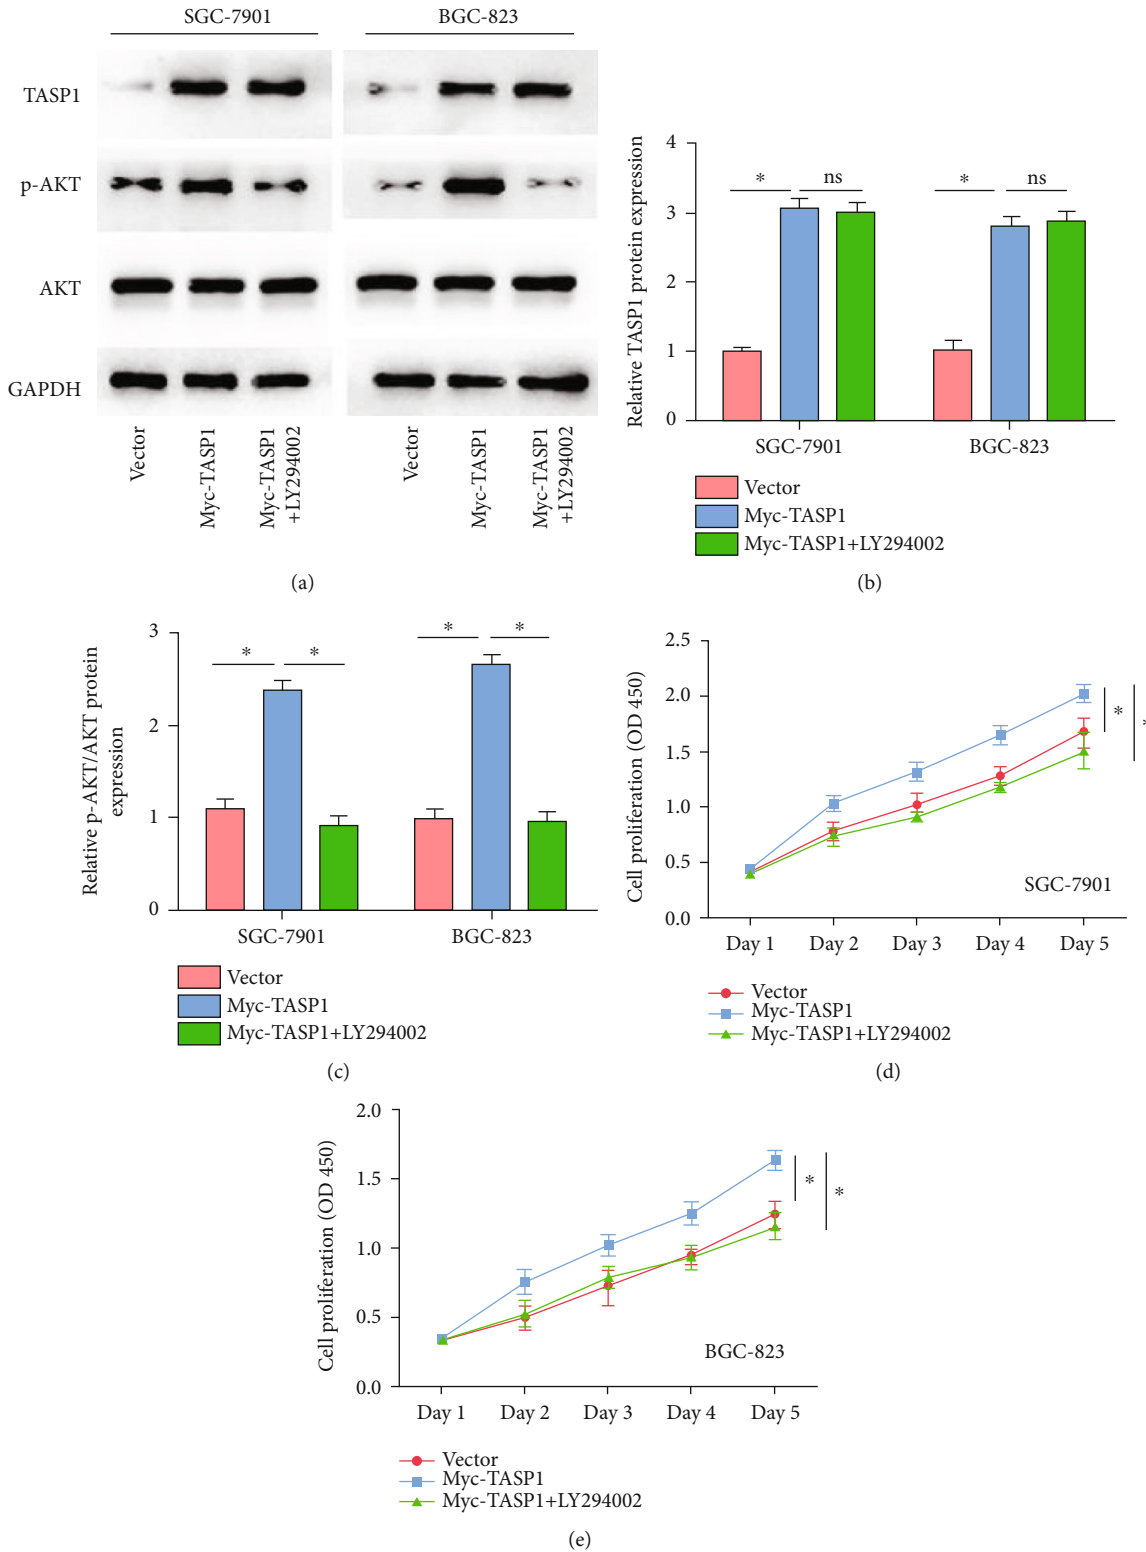 SGC-7901
BGC-823
TASP1
p-AKT
AKT
GAPDH
Vector
Myc-TASP1
Myc-TASP1
+LY294002
Vector
Myc-TASP1
Myc-TASP1
+LY294002
(a)
Relative TASP1 protein expression
4
3
2
1
0
*
ns
*
ns
SGC-7901
BGC-823
Vector
Myc-TASP1
Myc-TASP1+LY294002
(b)
Relative p-AKT/AKT protein
expression
3
2
1
0
*
*
*
*
SGC-7901
BGC-823
Vector
Myc-TASP1
Myc-TASP1+LY294002
(c)
Cell proliferation (OD 450)
2.5
2.0
1.5
1.0
0.5
0.0
*
*
SGC-7901
Day 1
Day 2
Day 3
Day 4
Day 5
Vector
Myc-TASP1
Myc-TASP1+LY294002
(d)
Cell proliferation (OD 450)
2.0
1.5
1.0
0.5
0.0
*
*
BGC-823
Day 1
Day 2
Day 3
Day 4
Day 5
Vector
Myc-TASP1
Myc-TASP1+LY294002
(e)